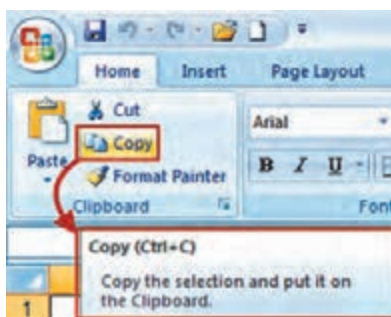 Home Insert Page Layout
Cut
Arial
Copy
Paste
B I U
Format Painter
Clipboard
Font
Copy (Ctrl+C)
Copy the selection and put it on
the Clipboard.
1